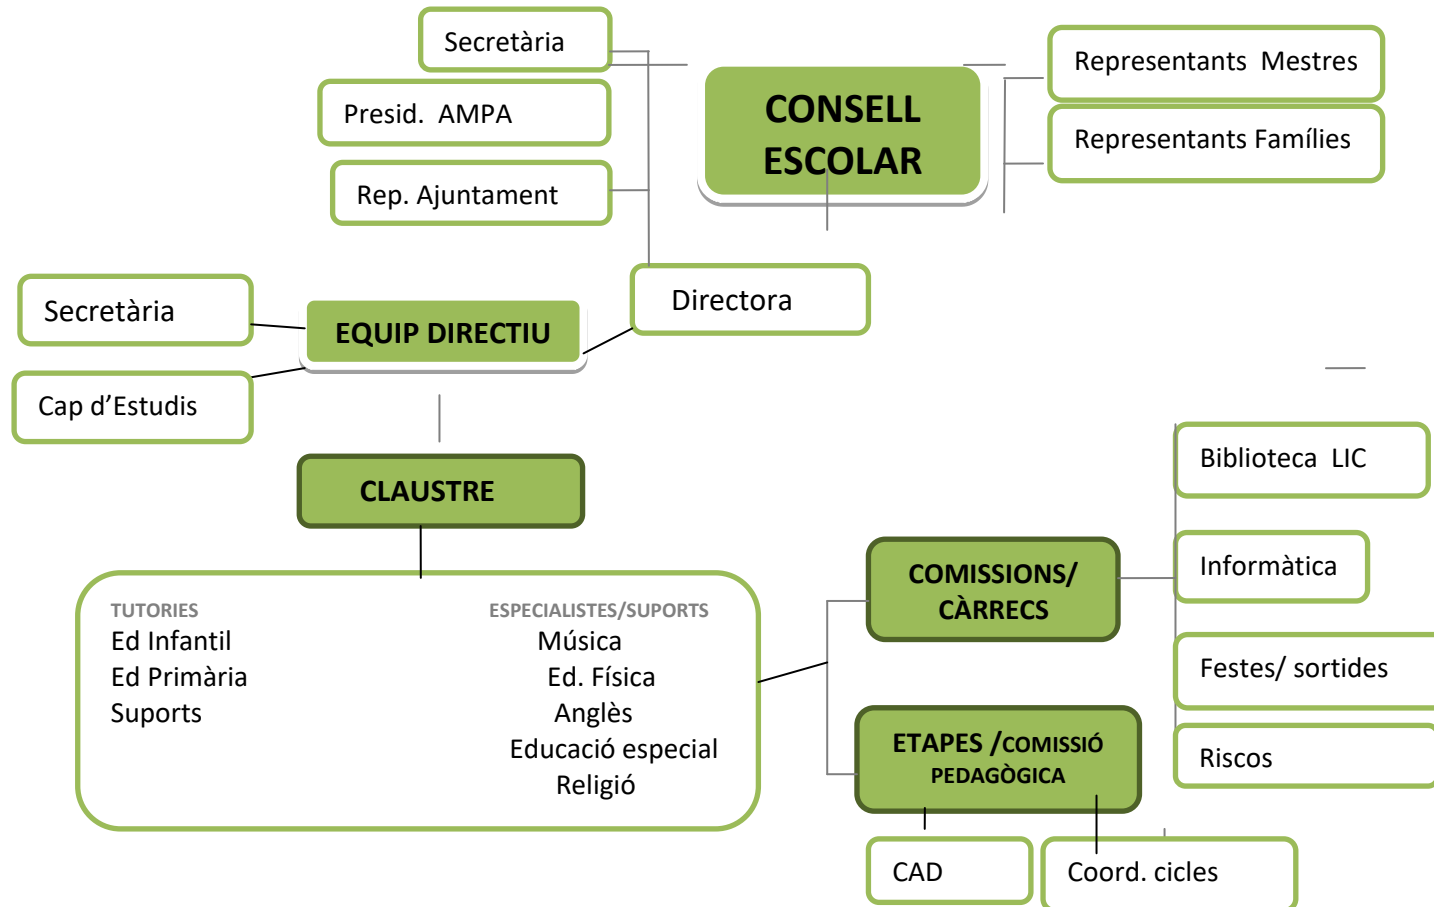 Secretària
Presid. AMPA
Rep. Ajuntament
CONSELL
ESCOLAR
Representants Mestres
Representants Famílies
Directora
Secretària
EQUIP DIRECTIU
Cap d’Estudis
CLAUSTRE
TUTORIES
Ed Infantil
Ed Primària
Suports
ESPECIALISTES/SUPORTS
Música
Ed. Física
Anglès
Educació especial
Religió
COMISSIONS/
CÀRRECS
Biblioteca LIC
Informàtica
Festes/ sortides
Riscos
ETAPES /COMISSIÓ
PEDAGÒGICA
CAD
Coord. cicles